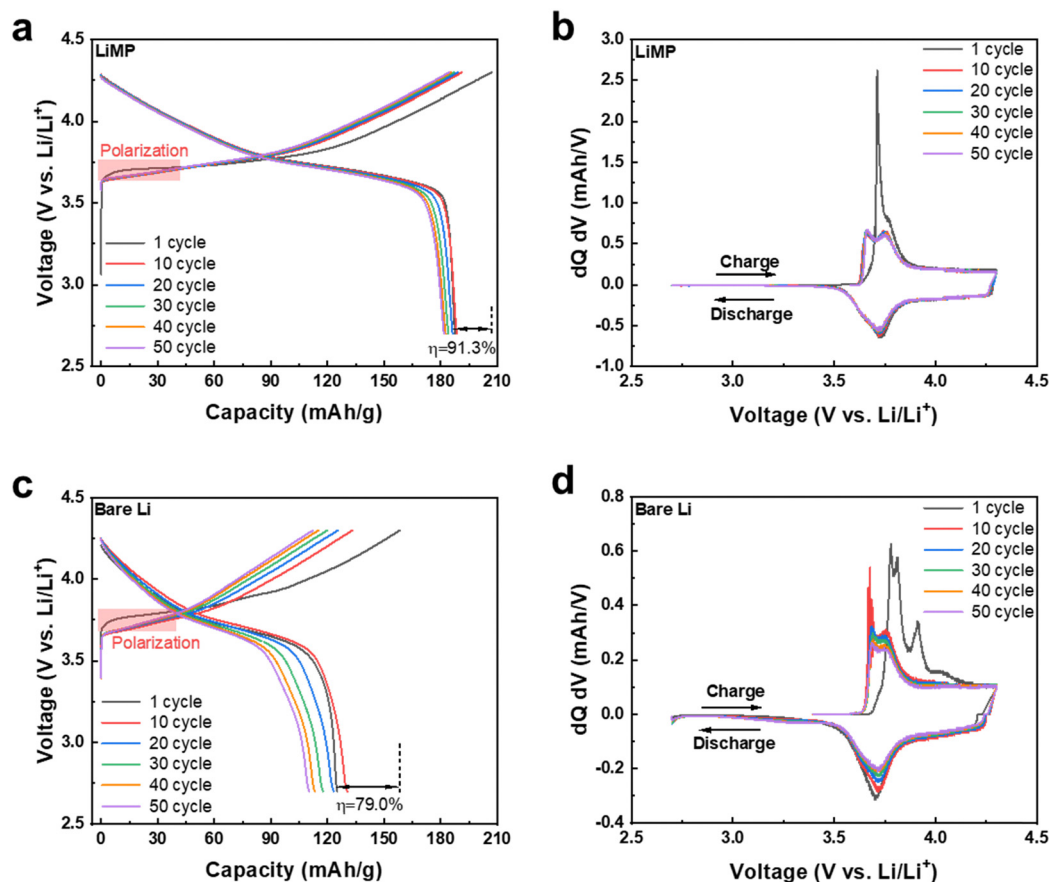 a
LiMP
4.5
4.0
3.5
3.0
2.5
Voltage (V vs. Li/Li⁺)
Polarization
1 cycle
10 cycle
20 cycle
30 cycle
40 cycle
50 cycle
η=91.3%
0 30 60 90 120 150 180 210
Capacity (mAh/g)
b
LiMP
3.0
2.5
2.0
1.5
1.0
0.5
0.0
-0.5
-1.0
dQ dV (mAh/V)
1 cycle
10 cycle
20 cycle
30 cycle
40 cycle
50 cycle
Charge
Discharge
2.5 3.0 3.5 4.0 4.5
Voltage (V vs. Li/Li⁺)
c
Bare Li
4.5
4.0
3.5
3.0
2.5
Voltage (V vs. Li/Li⁺)
Polarization
1 cycle
10 cycle
20 cycle
30 cycle
40 cycle
50 cycle
η=79.0%
0 30 60 90 120 150 180 210
Capacity (mAh/g)
d
Bare Li
0.8
0.6
0.4
0.2
0.0
-0.2
-0.4
dQ dV (mAh/V)
1 cycle
10 cycle
20 cycle
30 cycle
40 cycle
50 cycle
Charge
Discharge
2.5 3.0 3.5 4.0 4.5
Voltage (V vs. Li/Li⁺)